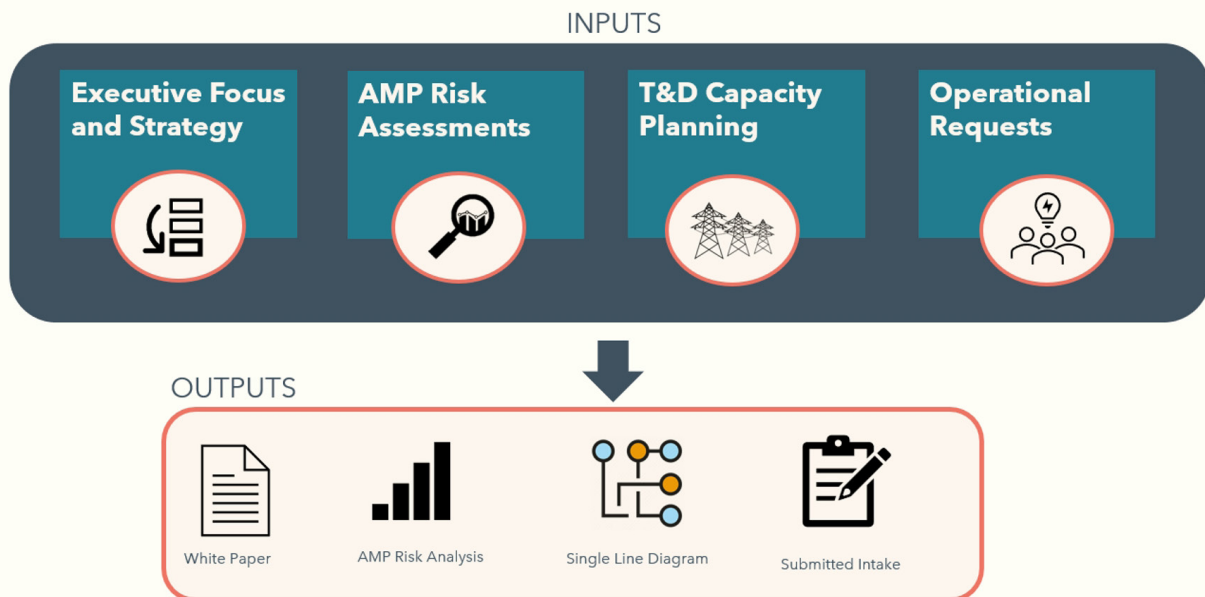 INPUTS
Executive Focus
and Strategy
AMP Risk
Assessments
T&D Capacity
Planning
Operational
Requests
OUTPUTS
White Paper
AMP Risk Analysis
Single Line Diagram
Submitted Intake